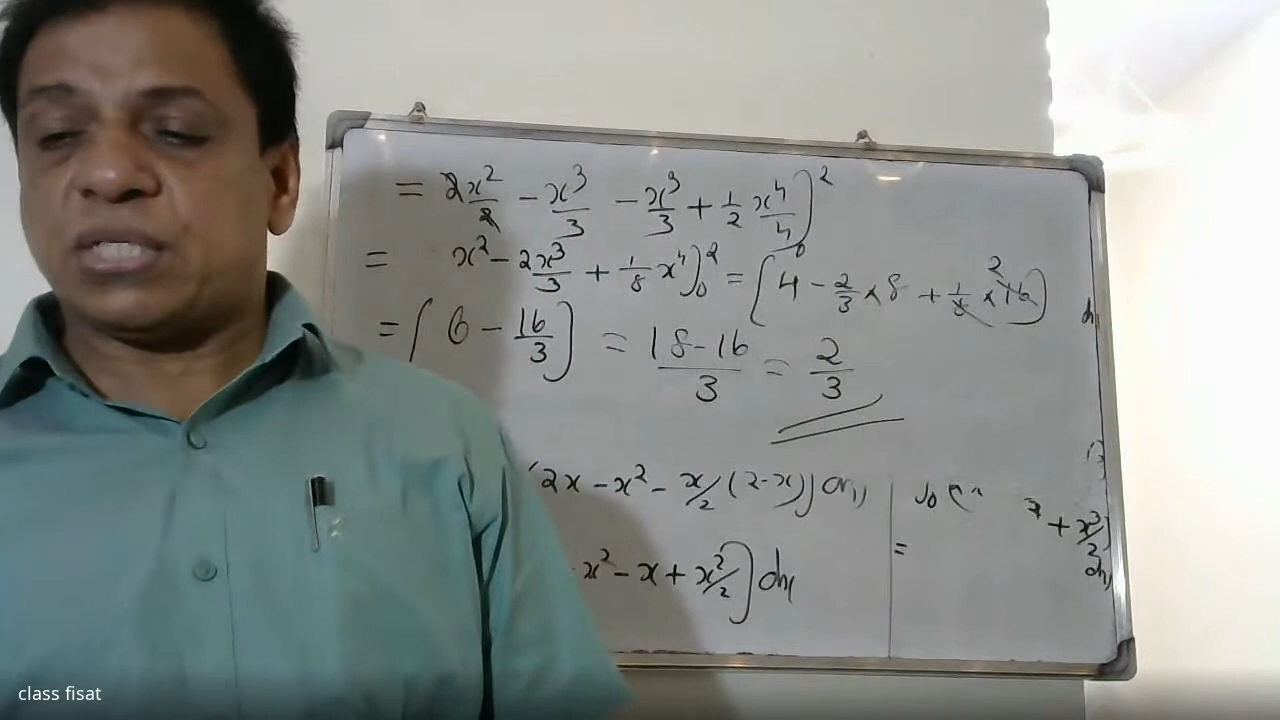 = 2x²/2 - x³/3 - x³/3 + 1/2 x⁴/4)₀²
= x² - 2x³/3 + 1/8 x⁴)₀² = [4 - 2/3 × 8 + 1/8 × 16) 2
= (6 - 16/3) = 18-16/3 = 2/3
2x - x² - x/2 (2-x)) dx
x² - x + x²/2) dx
=
+ x³/2
class fisat